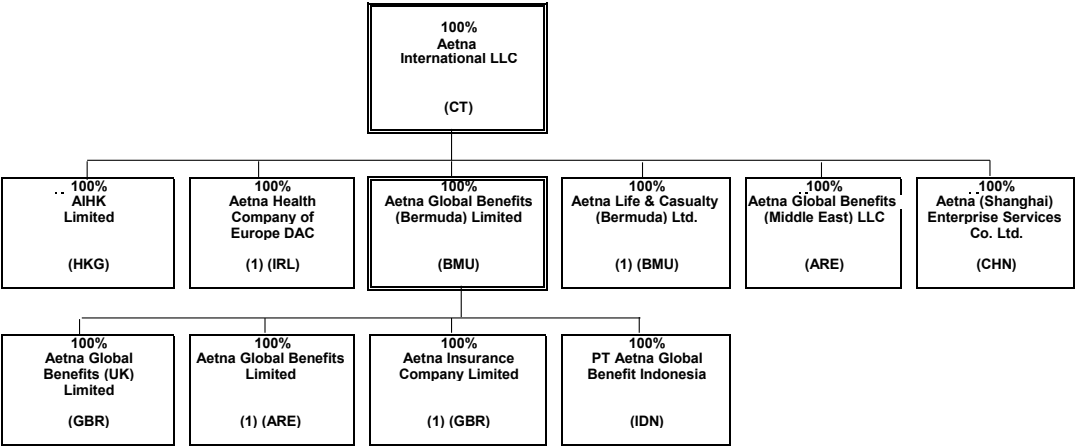 100%
Aetna
International LLC
(CT)
100%
AIHK
Limited
(HKG)
100%
Aetna Health
Company of
Europe DAC
(1) (IRL)
100%
Aetna Global Benefits
(Bermuda) Limited
(BMU)
100%
Aetna Life & Casualty
(Bermuda) Ltd.
(1) (BMU)
100%
Aetna Global Benefits
(Middle East) LLC
(ARE)
100%
Aetna (Shanghai)
Enterprise Services
Co. Ltd.
(CHN)
100%
Aetna Global
Benefits (UK)
Limited
(GBR)
100%
Aetna Global Benefits
Limited
(1) (ARE)
100%
Aetna Insurance
Company Limited
(1) (GBR)
100%
PT Aetna Global
Benefit Indonesia
(IDN)